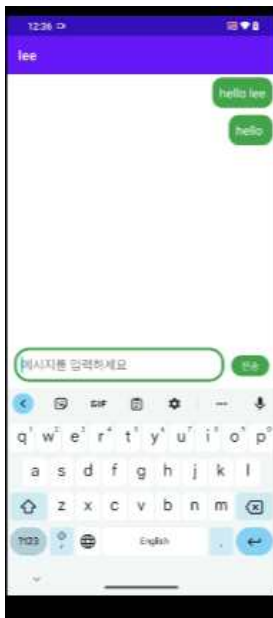 12:36
lee
hello lee
hello
메시지를 입력하세요
전송
GIF
q w e r t y u i o p
a s d f g h j k l
z x c v b n m
?123 , English .